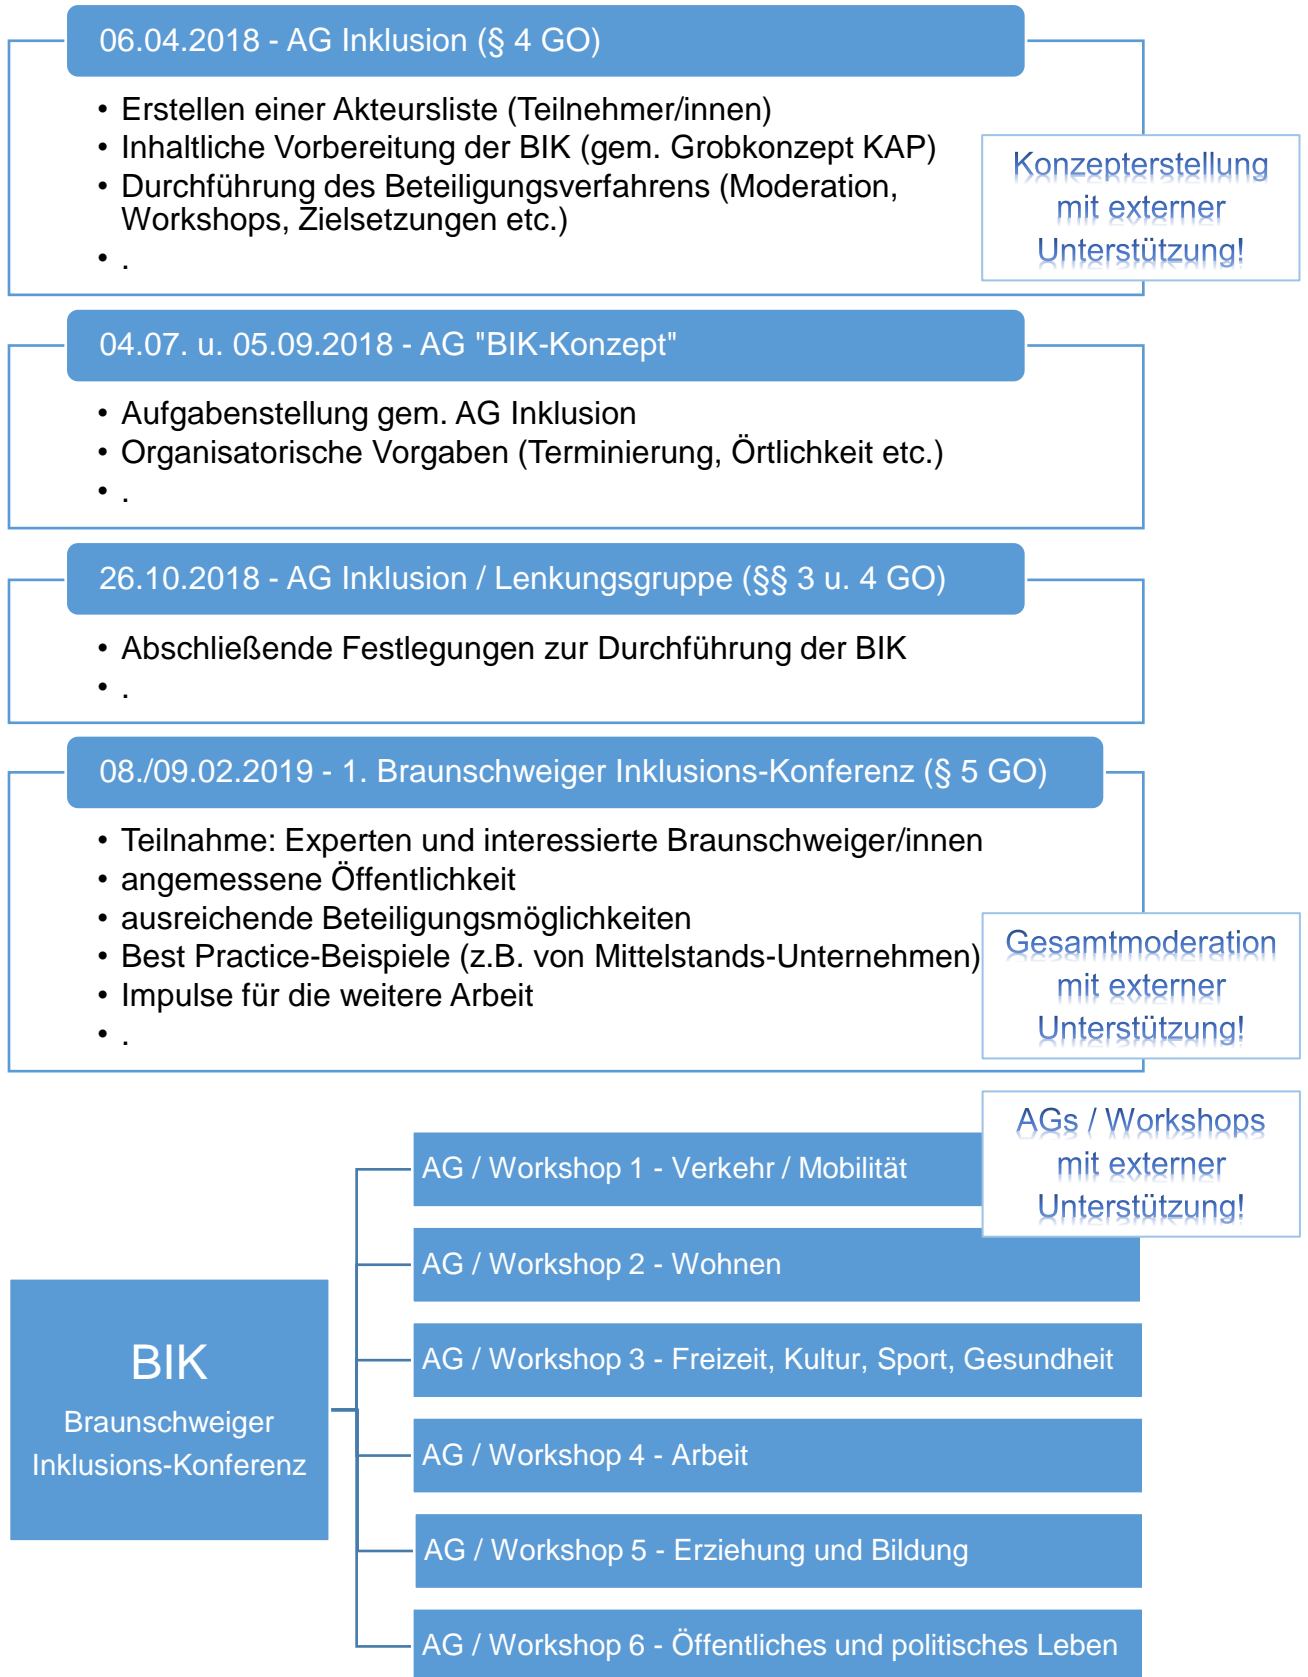 06.04.2018 - AG Inklusion (§ 4 GO)
• Erstellen einer Akteursliste (Teilnehmer/innen)
• Inhaltliche Vorbereitung der BIK (gem. Grobkonzept KAP)
• Durchführung des Beteiligungsverfahrens (Moderation,
Workshops, Zielsetzungen etc.)
• .
Konzepterstellung
mit externer
Unterstützung!
04.07. u. 05.09.2018 - AG "BIK-Konzept"
• Aufgabenstellung gem. AG Inklusion
• Organisatorische Vorgaben (Terminierung, Örtlichkeit etc.)
• .
26.10.2018 - AG Inklusion / Lenkungsgruppe (§§ 3 u. 4 GO)
• Abschließende Festlegungen zur Durchführung der BIK
• .
08./09.02.2019 - 1. Braunschweiger Inklusions-Konferenz (§ 5 GO)
• Teilnahme: Experten und interessierte Braunschweiger/innen
• angemessene Öffentlichkeit
• ausreichende Beteiligungsmöglichkeiten
• Best Practice-Beispiele (z.B. von Mittelstands-Unternehmen)
• Impulse für die weitere Arbeit
• .
Gesamtmoderation
mit externer
Unterstützung!
AGs / Workshops
mit externer
Unterstützung!
BIK
Braunschweiger
Inklusions-Konferenz
AG / Workshop 1 - Verkehr / Mobilität
AG / Workshop 2 - Wohnen
AG / Workshop 3 - Freizeit, Kultur, Sport, Gesundheit
AG / Workshop 4 - Arbeit
AG / Workshop 5 - Erziehung und Bildung
AG / Workshop 6 - Öffentliches und politisches Leben